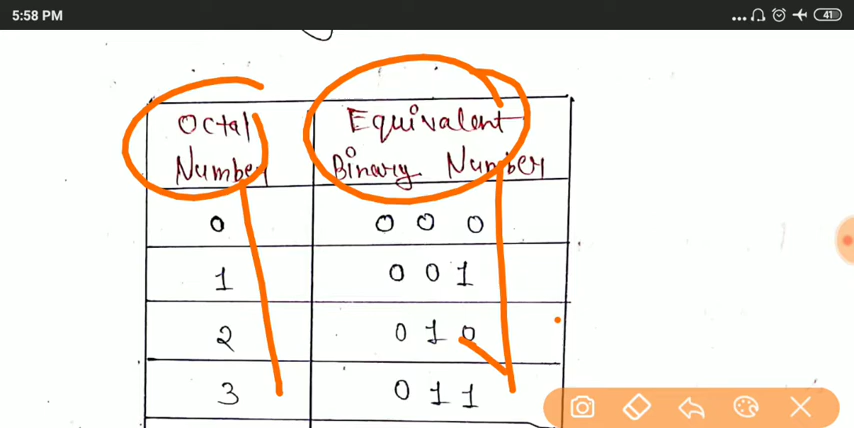 5:58 PM
41
Octal Equivalent
Number Binary Number
0 0 0 0
1 0 0 1
2 0 1 0
3 0 1 1